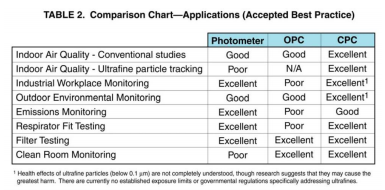 TABLE 2. Comparison Chart—Applications (Accepted Best Practice)
Photometer OPC CPC
Indoor Air Quality - Conventional studies Good Good Excellent
Indoor Air Quality - Ultrafine particle tracking Poor N/A Excellent
Industrial Workplace Monitoring Excellent Poor Excellent¹
Outdoor Environmental Monitoring Good Good Excellent¹
Emissions Monitoring Excellent Poor Good
Respirator Fit Testing Excellent Poor Excellent
Filter Testing Excellent Excellent Excellent
Clean Room Monitoring Poor Excellent Excellent
¹ Health effects of ultrafine particles (below 0.1 µm) are not completely understood, though research suggests that they may cause the
greatest harm. There are currently no established exposure limits or governmental regulations specifically addressing ultrafines.